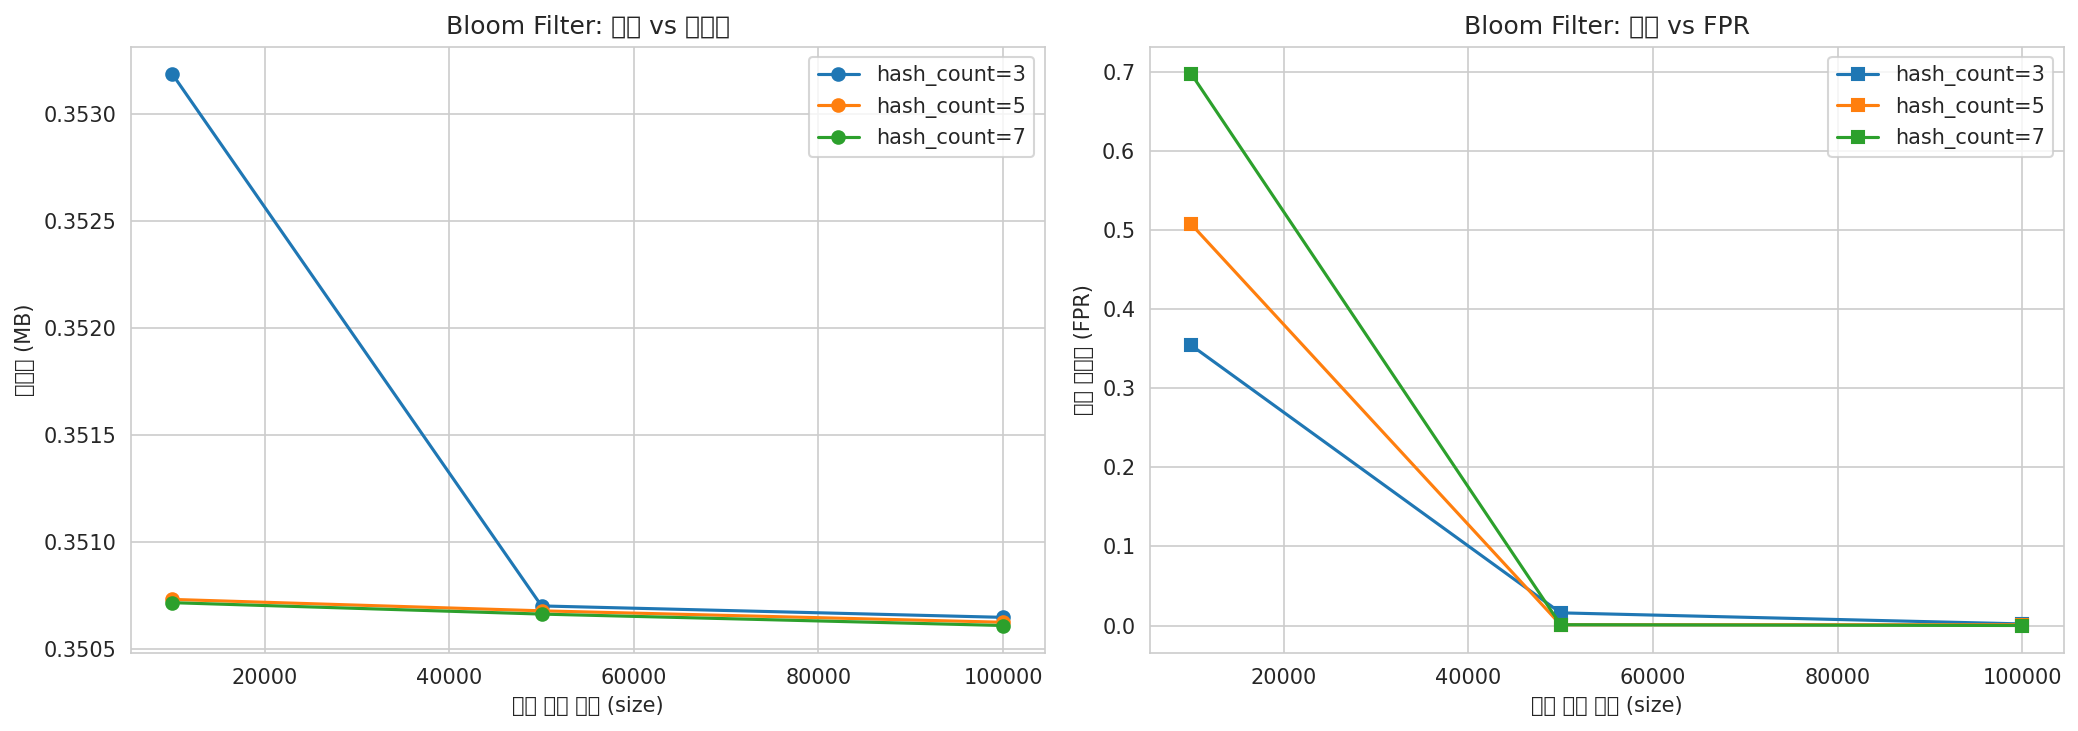 Bloom Filter: vs
hash_count=3
hash_count=5
hash_count=7
0.3530
0.3525
0.3520
0.3515
0.3510
0.3505
(MB)
20000
40000
60000
80000
100000
(size)
Bloom Filter: vs FPR
hash_count=3
hash_count=5
hash_count=7
0.7
0.6
0.5
0.4
0.3
0.2
0.1
0.0
(FPR)
20000
40000
60000
80000
100000
(size)